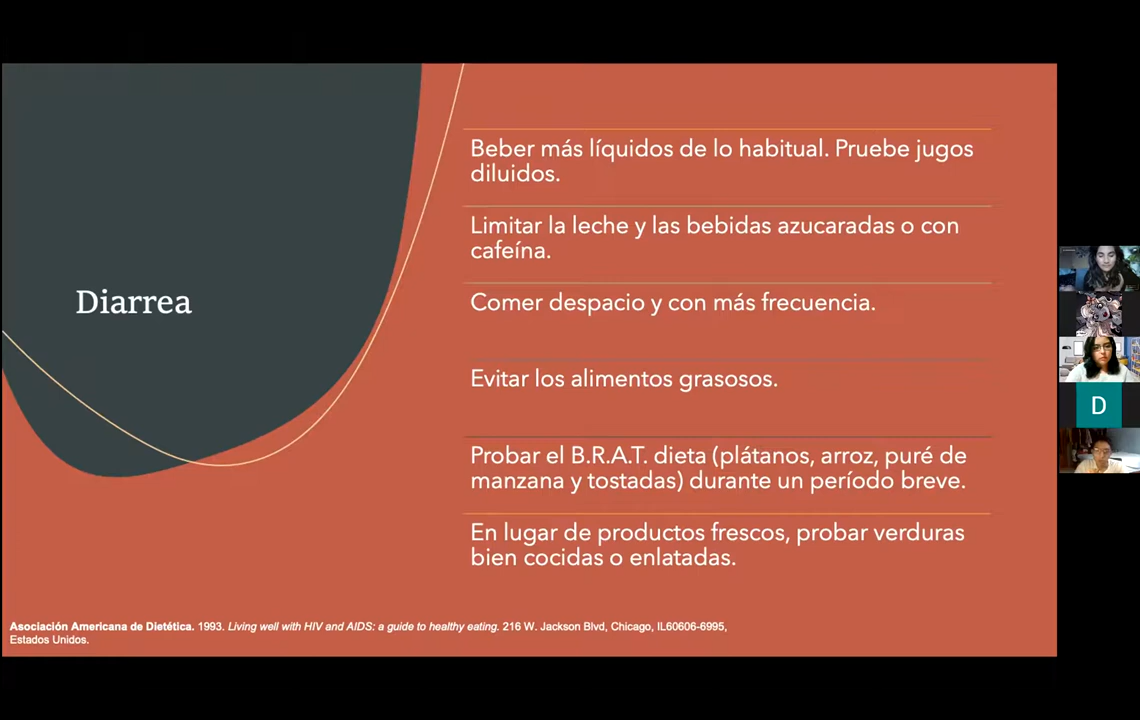 Diarrea
Beber más líquidos de lo habitual. Pruebe jugos
diluidos.
Limitar la leche y las bebidas azucaradas o con
cafeína.
Comer despacio y con más frecuencia.
Evitar los alimentos grasosos.
Probar el B.R.A.T. dieta (plátanos, arroz, puré de
manzana y tostadas) durante un período breve.
En lugar de productos frescos, probar verduras
bien cocidas o enlatadas.
Asociación Americana de Dietética. 1993. Living well with HIV and AIDS: a guide to healthy eating. 216 W. Jackson Blvd, Chicago, IL60606-6995,
Estados Unidos.
D